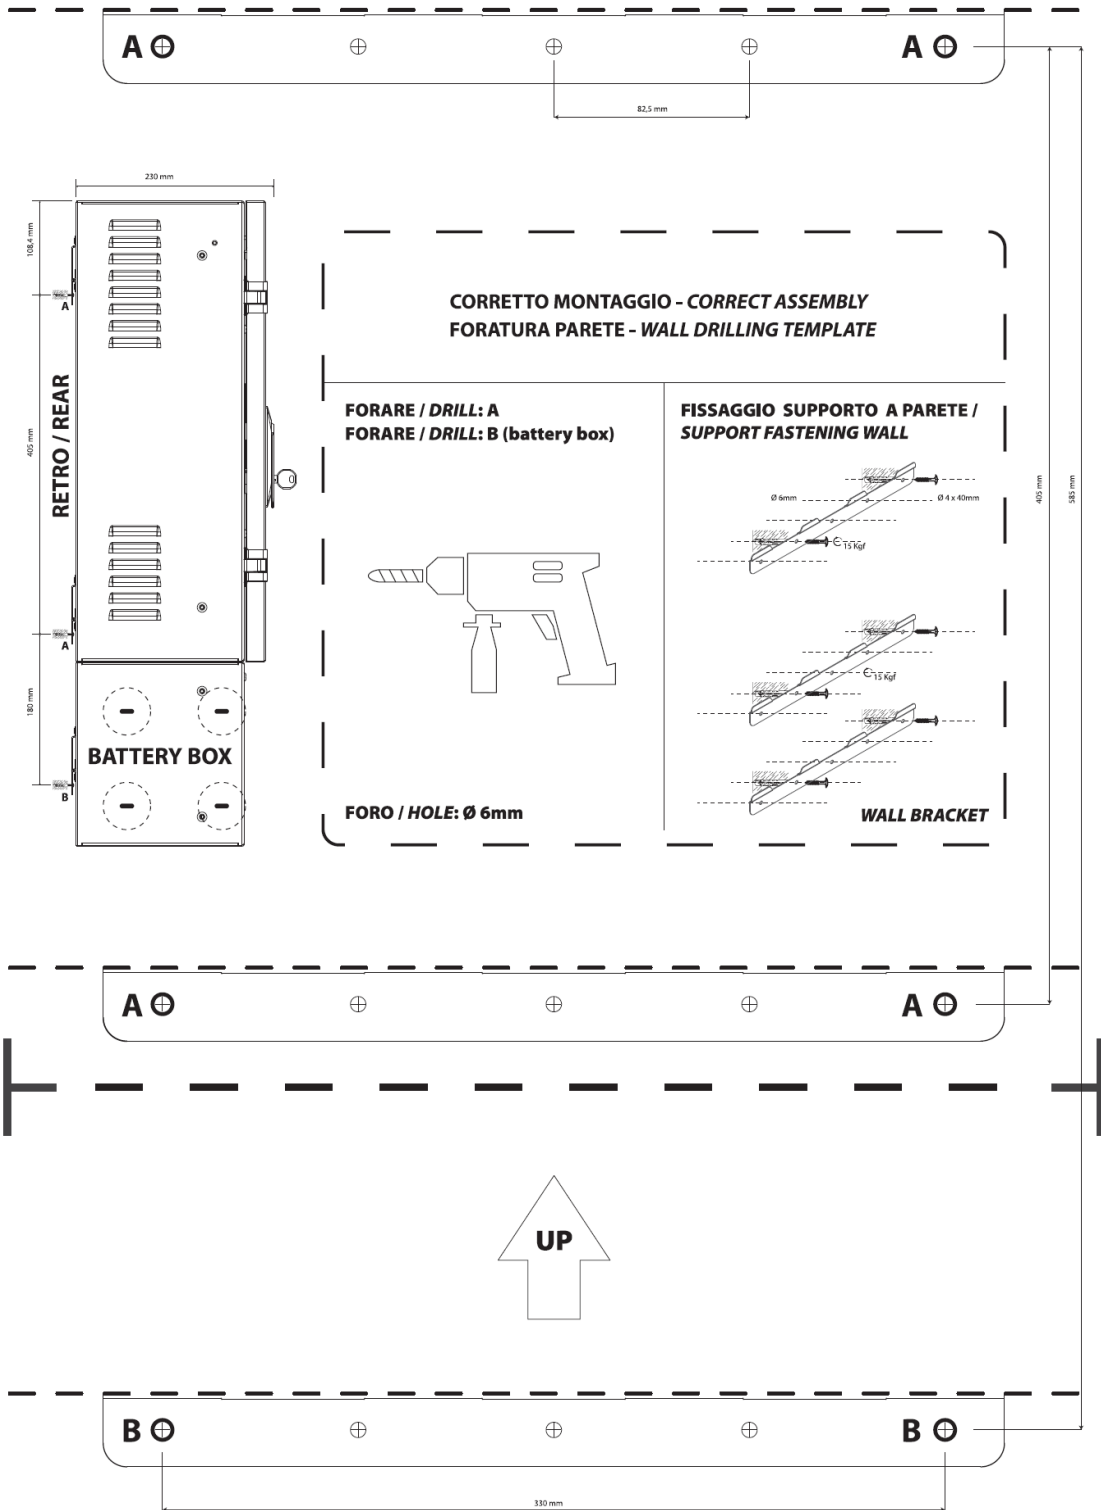 A
A
82,5 mm
230 mm
108,4 mm
A
405 mm
RETRO / REAR
A
180 mm
BATTERY BOX
B
CORRETTO MONTAGGIO - CORRECT ASSEMBLY
FORATURA PARETE - WALL DRILLING TEMPLATE
FORARE / DRILL: A
FORARE / DRILL: B (battery box)
FORO / HOLE: Ø 6mm
FISSAGGIO SUPPORTO A PARETE /
SUPPORT FASTENING WALL
Ø 6mm
Ø 4 x 40mm
15 Kgf
15 Kgf
WALL BRACKET
405 mm
585 mm
A
A
UP
B
B
330 mm